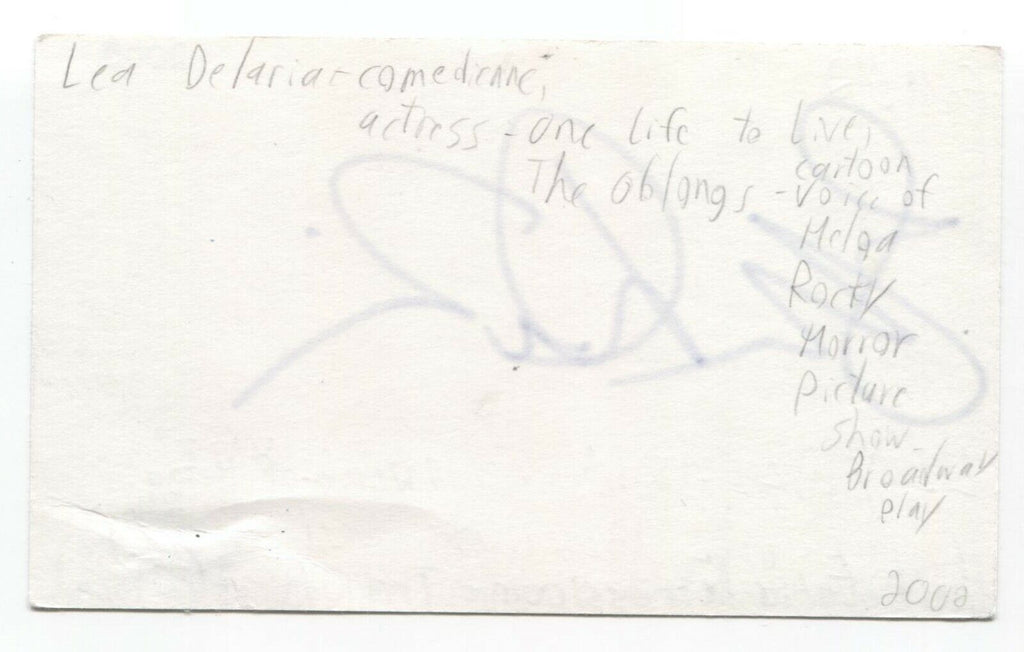 Lea Delaria - comedienne,
actress - One life to Live,
The Oblongs - cartoon
voice of
Helga
Rocky
Horror
Picture
Show
Broadway
play
2002